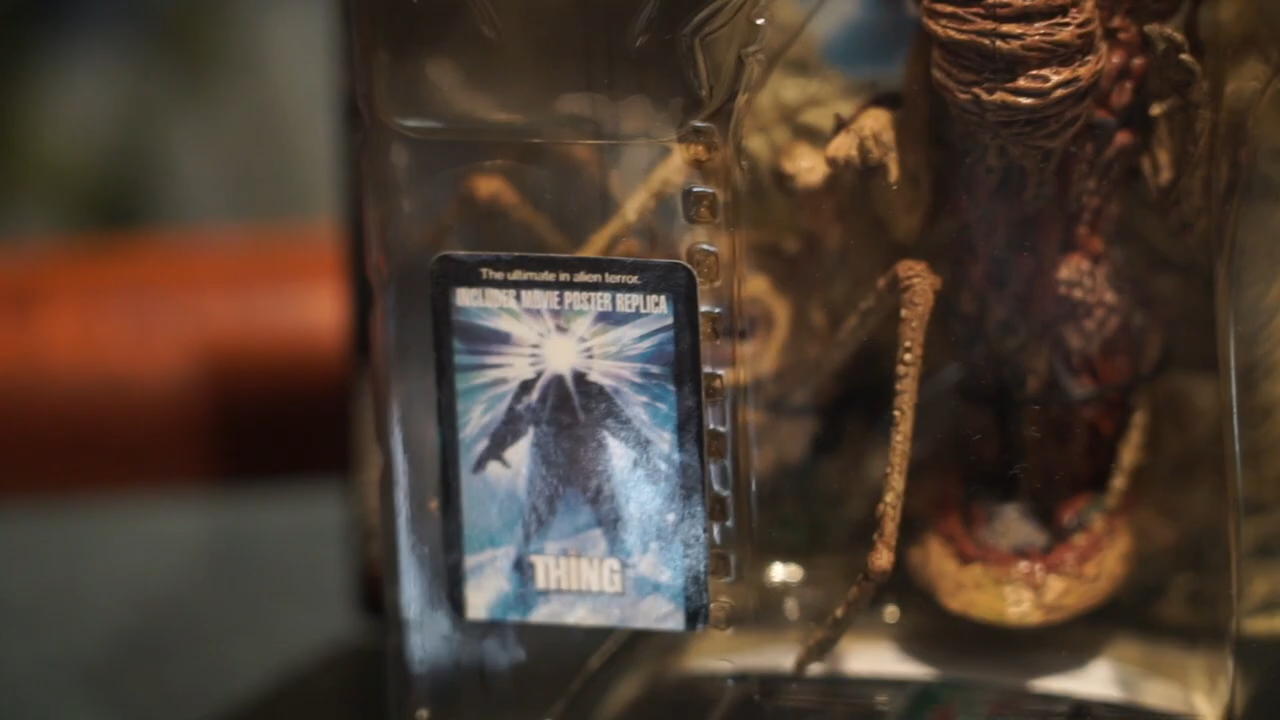 The ultimate in alien terror.
INCLUDES MOVIE POSTER REPLICA
THING